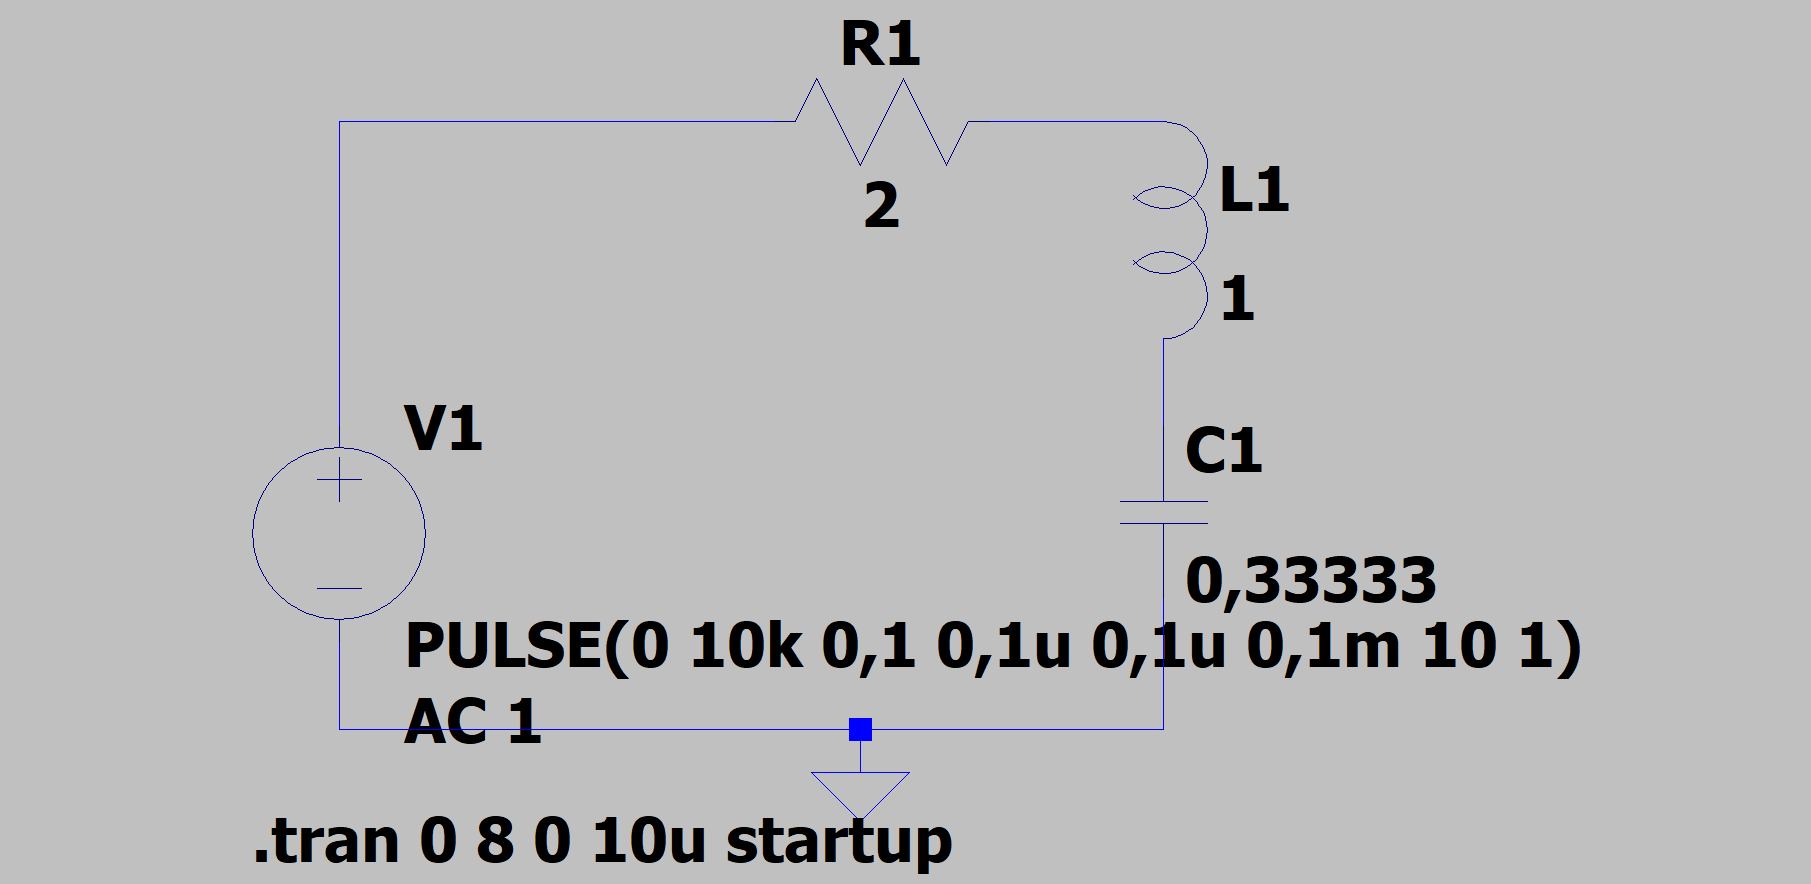 R1
2
L1
1
V1
C1
0,33333
PULSE(0 10k 0,1 0,1u 0,1u 0,1m 10 1)
AC 1
.tran 0 8 0 10u startup